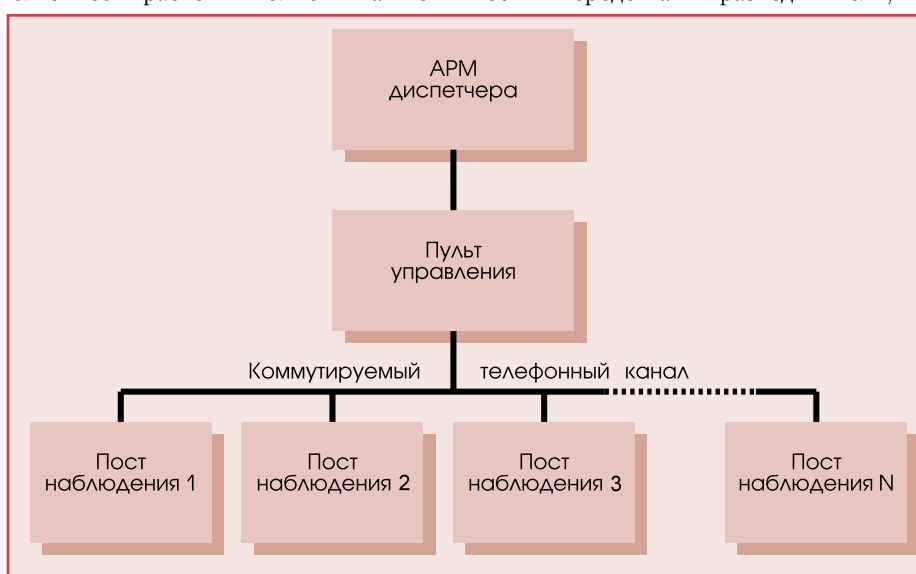 АРМ
диспетчера
Пульт
управления
Коммутируемый телефонный канал
Пост
наблюдения 1
Пост
наблюдения 2
Пост
наблюдения 3
Пост
наблюдения N